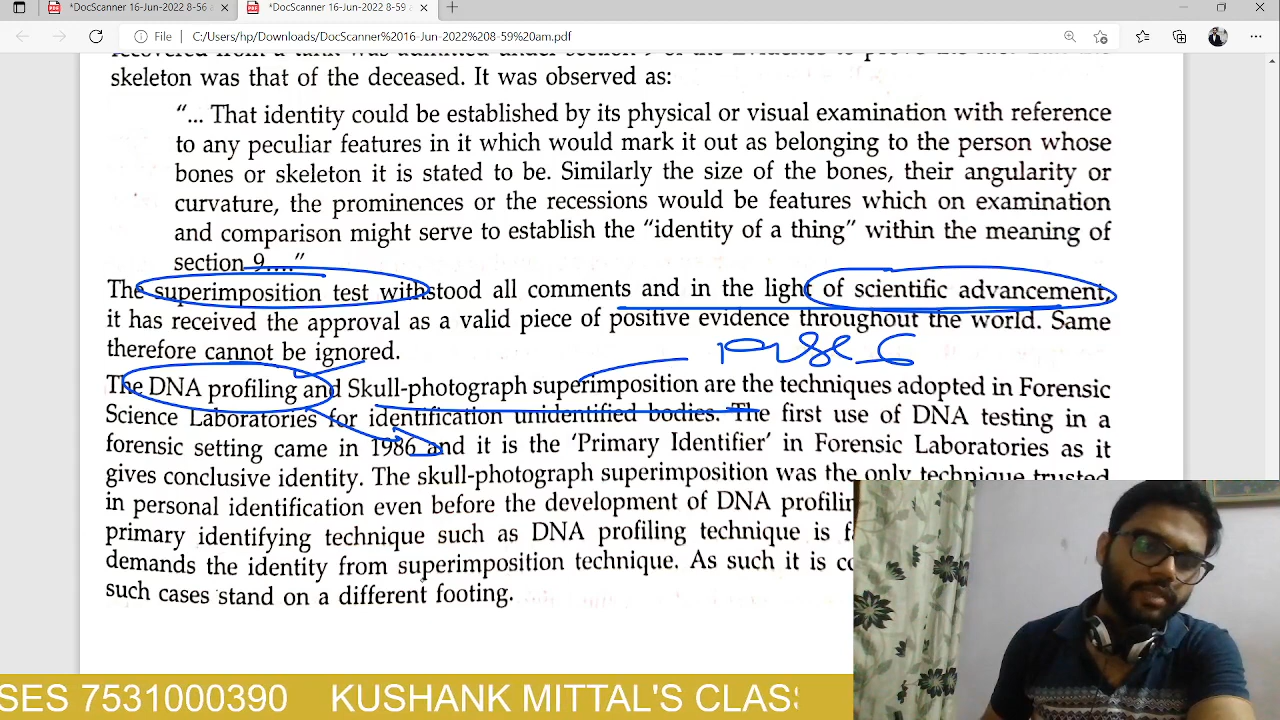 *DocScanner 16-Jun-2022 8-56 a
*DocScanner 16-Jun-2022 8-59
File
C:/Users/hp/Downloads/DocScanner%2016-Jun-2022%208-59%20am.pdf
skeleton was that of the deceased. It was observed as:
“... That identity could be established by its physical or visual examination with reference
to any peculiar features in it which would mark it out as belonging to the person whose
bones or skeleton it is stated to be. Similarly the size of the bones, their angularity or
curvature, the prominences or the recessions would be features which on examination
and comparison might serve to establish the “identity of a thing” within the meaning of
section 9....”
The superimposition test withstood all comments and in the light of scientific advancement,
it has received the approval as a valid piece of positive evidence throughout the world. Same
therefore cannot be ignored.
The DNA profiling and Skull-photograph superimposition are the techniques adopted in Forensic
Science Laboratories for identification unidentified bodies. The first use of DNA testing in a
forensic setting came in 1986 and it is the ‘Primary Identifier’ in Forensic Laboratories as it
gives conclusive identity. The skull-photograph superimposition was the only technique trusted
in personal identification even before the development of DNA profilin
primary identifying technique such as DNA profiling technique is f
demands the identity from superimposition technique. As such it is c
such cases stand on a different footing.
SES 7531000390 KUSHANK MITTAL'S CLAS